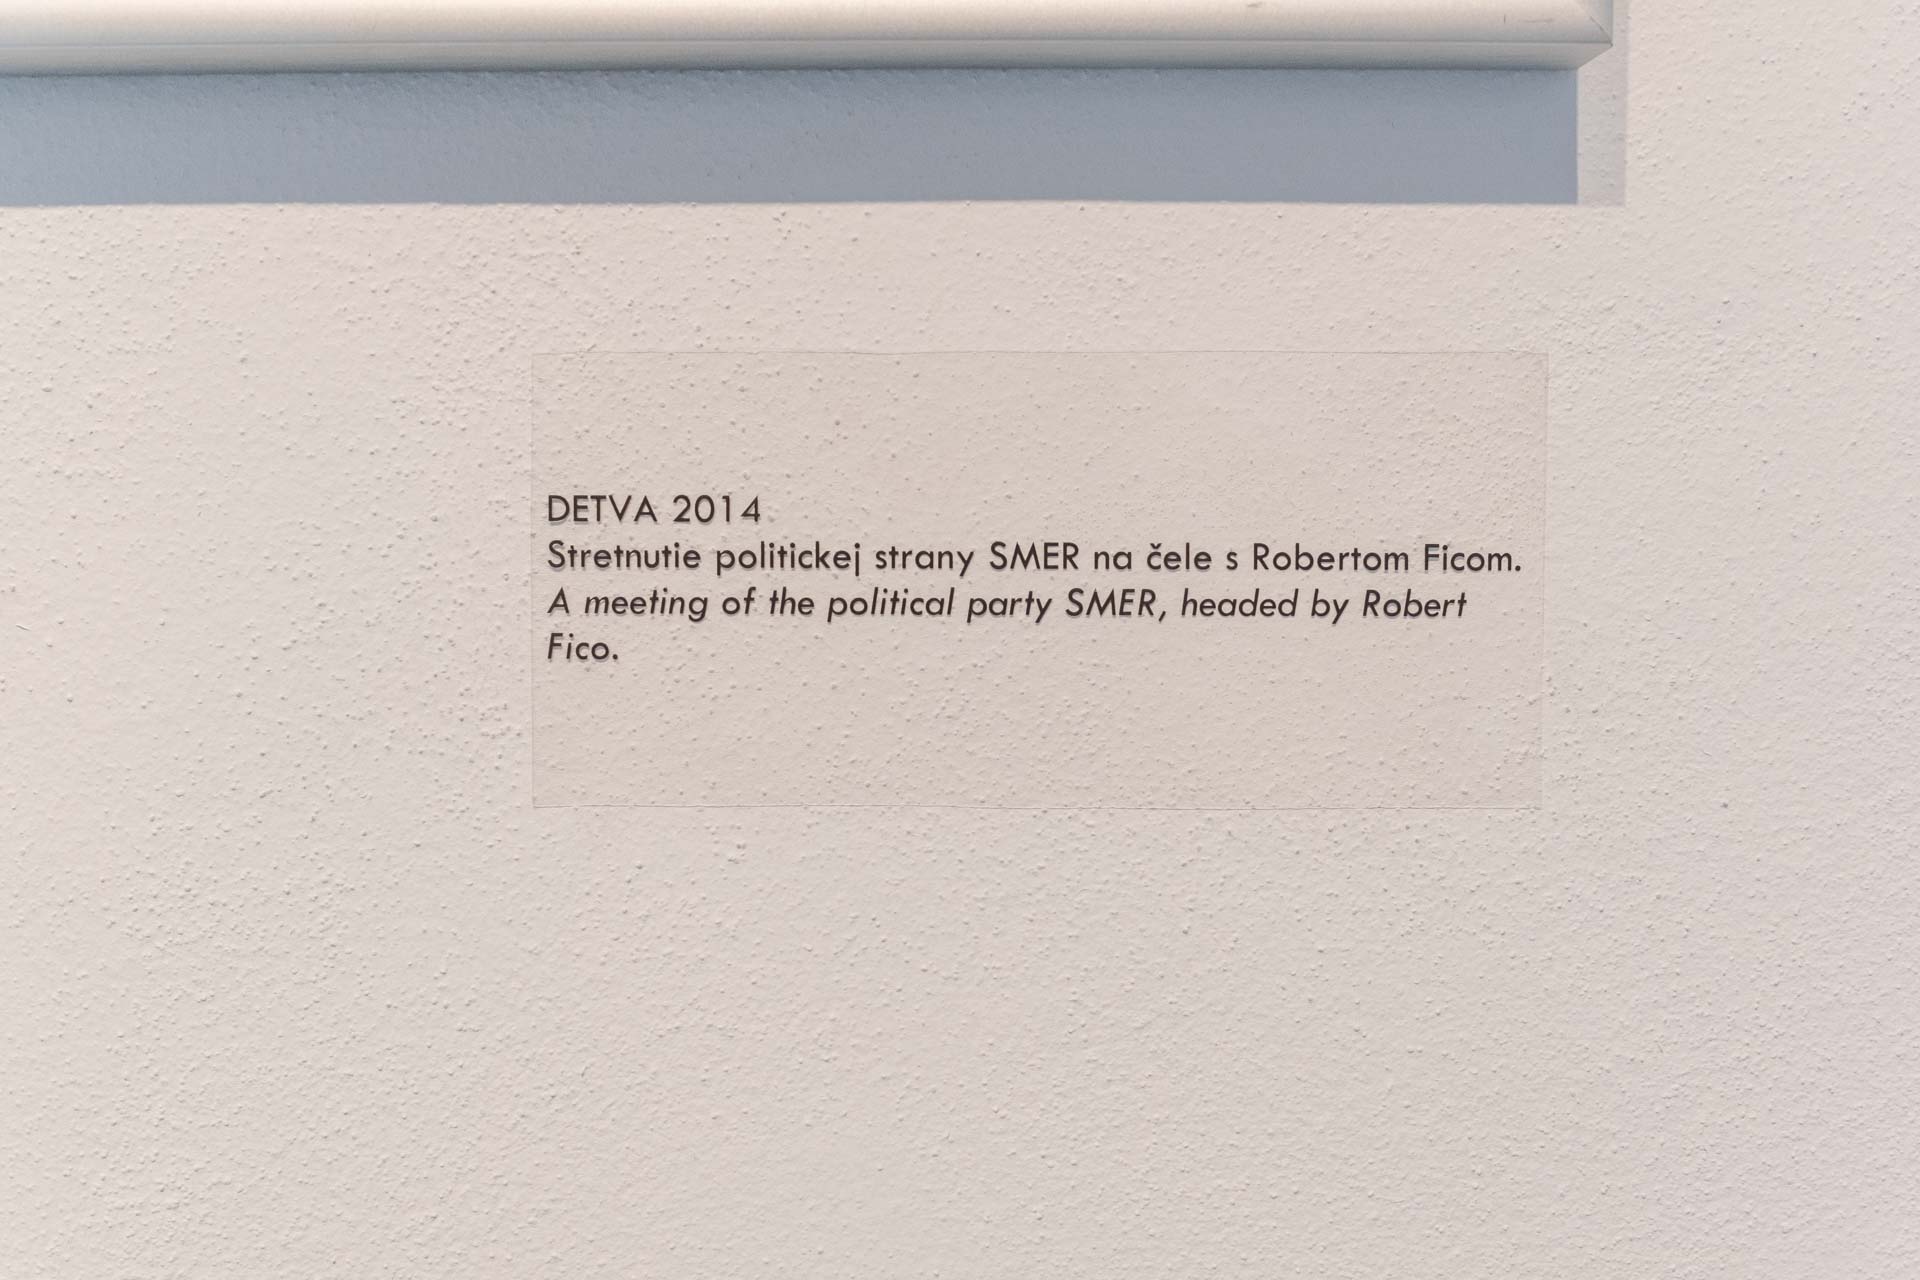 DETVA 2014
Stretnutie politickej strany SMER na čele s Robertom Ficom.
A meeting of the political party SMER, headed by Robert
Fico.